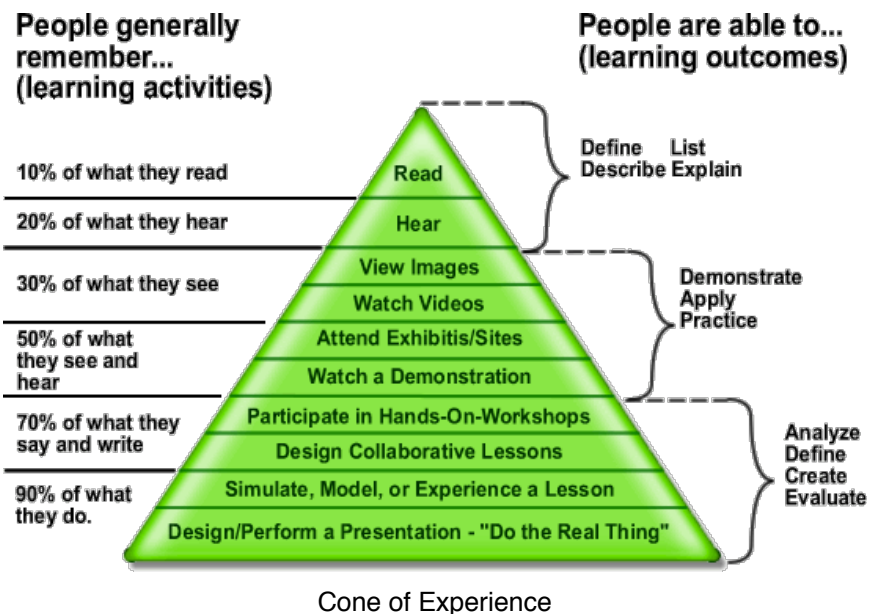 People generally
remember...
(learning activities)
People are able to...
(learning outcomes)
10% of what they read
20% of what they hear
30% of what they see
50% of what
they see and
hear
70% of what they
say and write
90% of what
they do.
Read
Hear
View Images
Watch Videos
Attend Exhibitis/Sites
Watch a Demonstration
Participate in Hands-On-Workshops
Design Collaborative Lessons
Simulate, Model, or Experience a Lesson
Design/Perform a Presentation - "Do the Real Thing"
Define List
Describe Explain
Demonstrate
Apply
Practice
Analyze
Define
Create
Evaluate
Cone of Experience